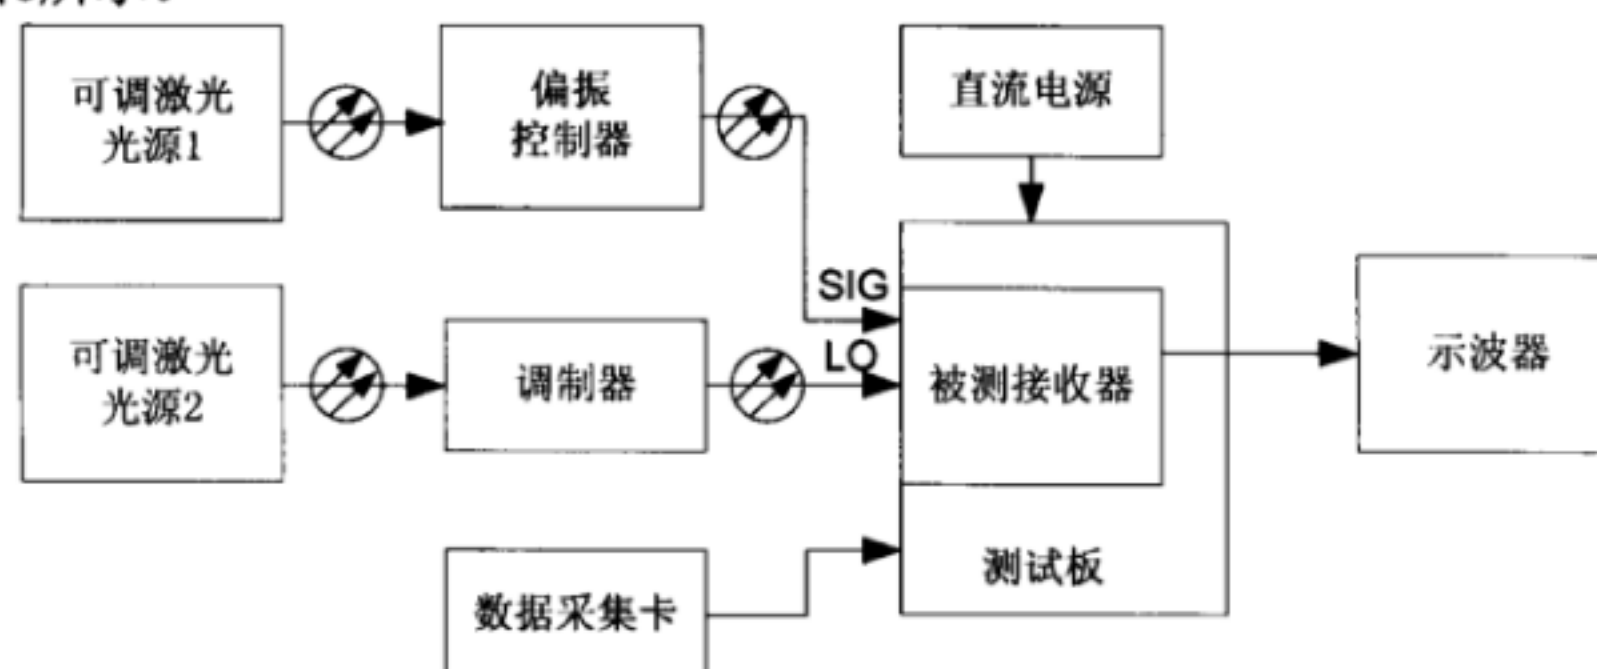 可调激光
光源1
偏振
控制器
直流电源
SIG
LO
可调激光
光源2
调制器
被测接收器
示波器
测试板
数据采集卡